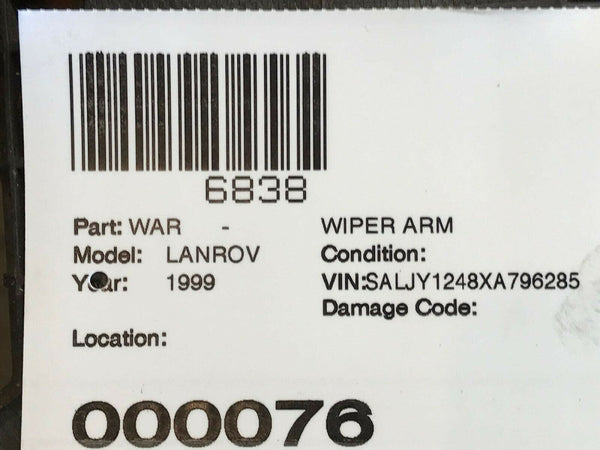 6838
Part: WAR - WIPER ARM
Model: LANROV Condition:
Year: 1999 VIN:SALJY1248XA796285
Damage Code:
Location:
000076